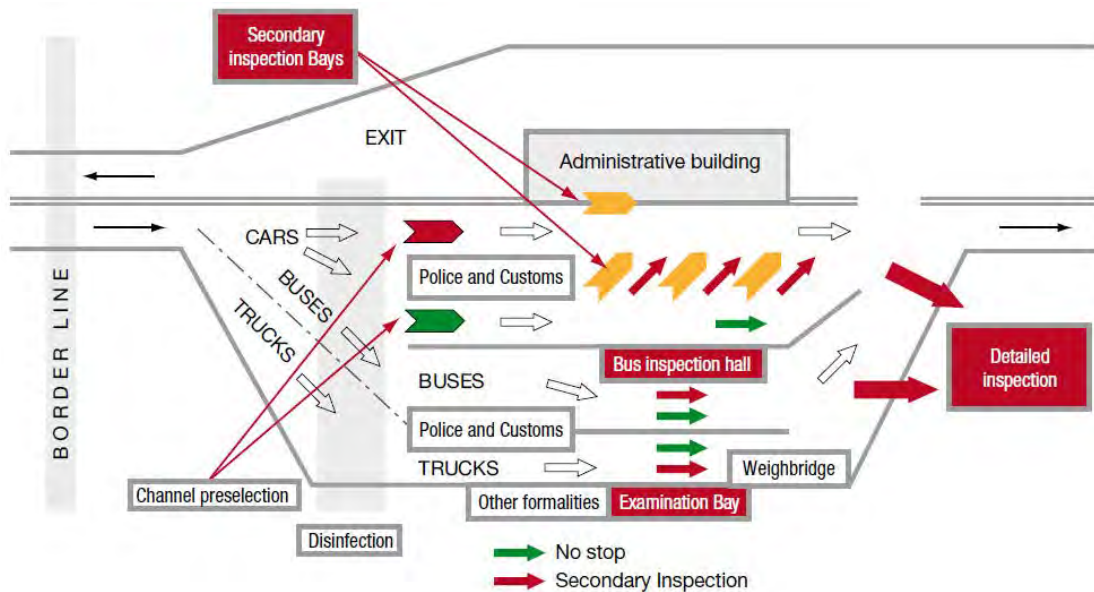 Secondary
inspection Bays
EXIT
Administrative building
CARS
BUSES
TRUCKS
BORDER LINE
Police and Customs
Bus inspection hall
Detailed
inspection
BUSES
Police and Customs
TRUCKS
Weighbridge
Channel preselection
Other formalities
Examination Bay
Disinfection
No stop
Secondary Inspection